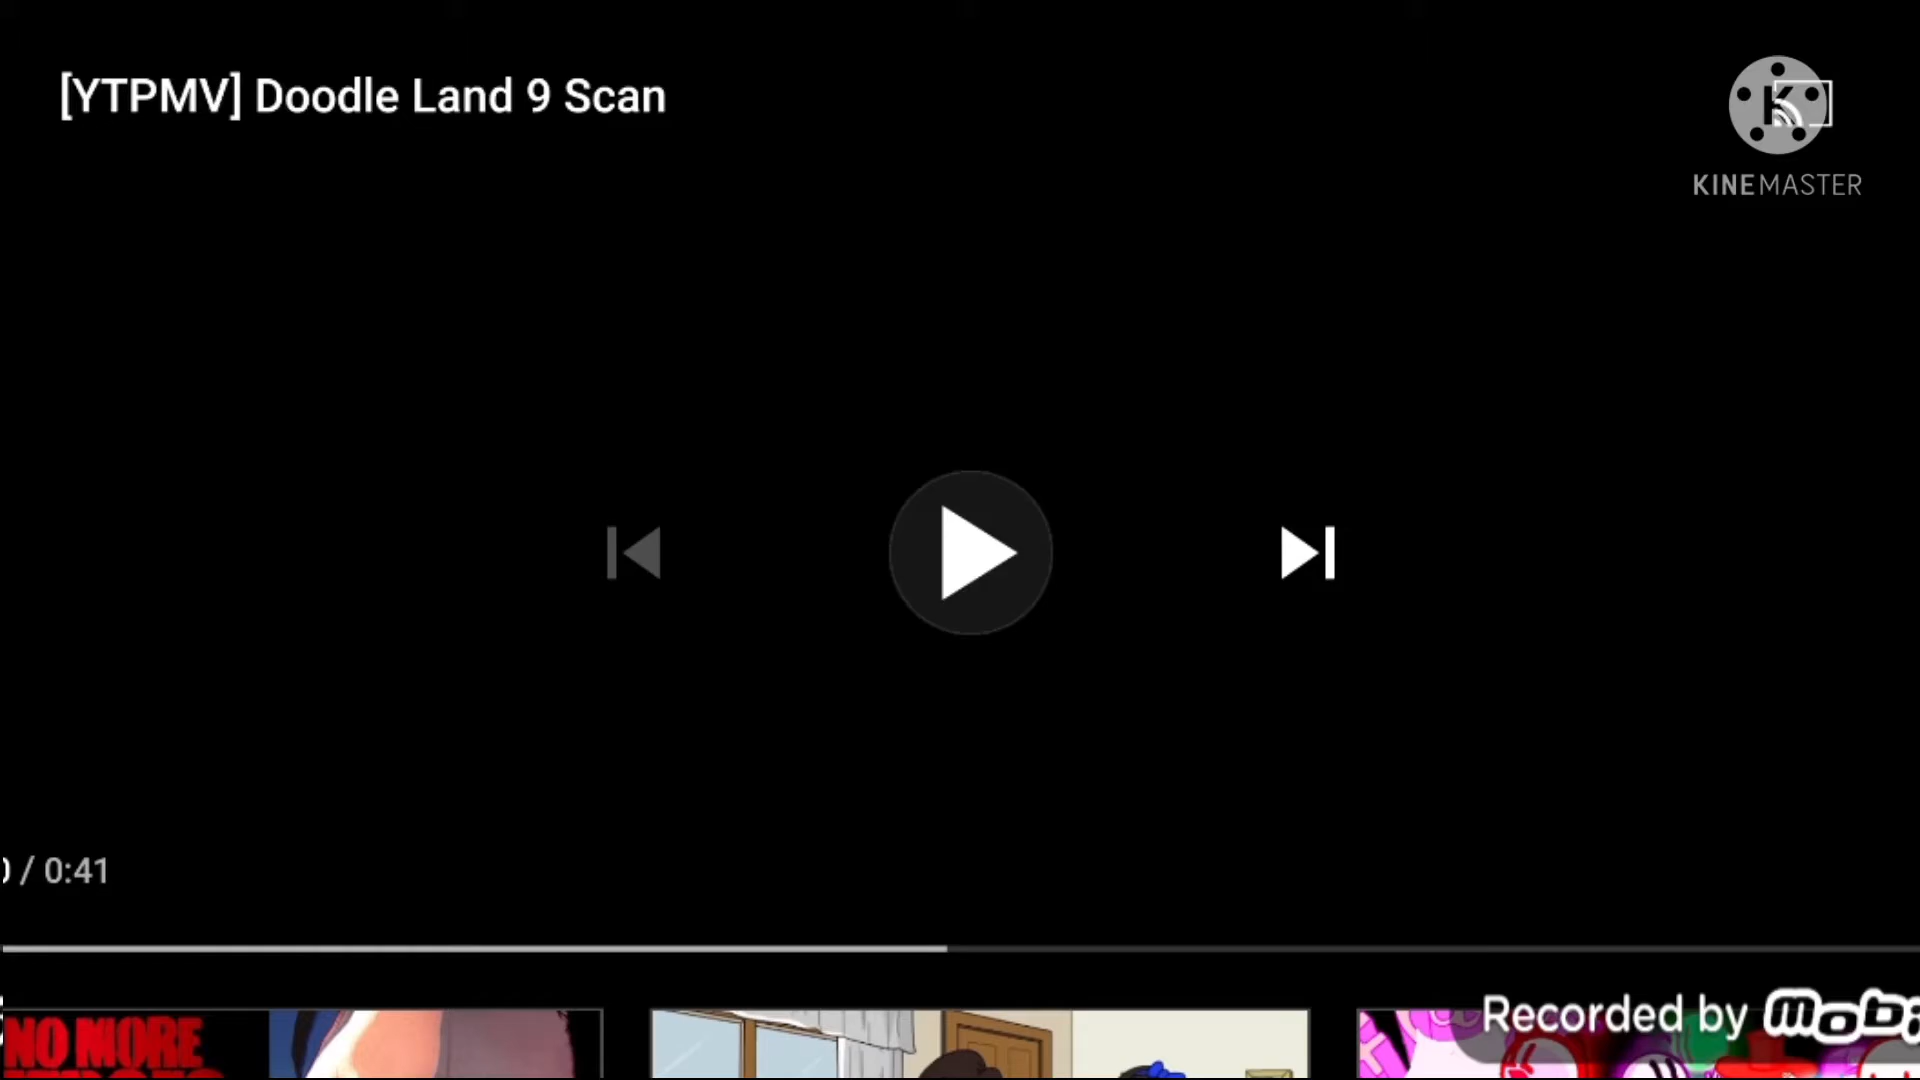 [YTPMV] Doodle Land 9 Scan
K
KINEMASTER
/ 0:41
NO MORE
Recorded by